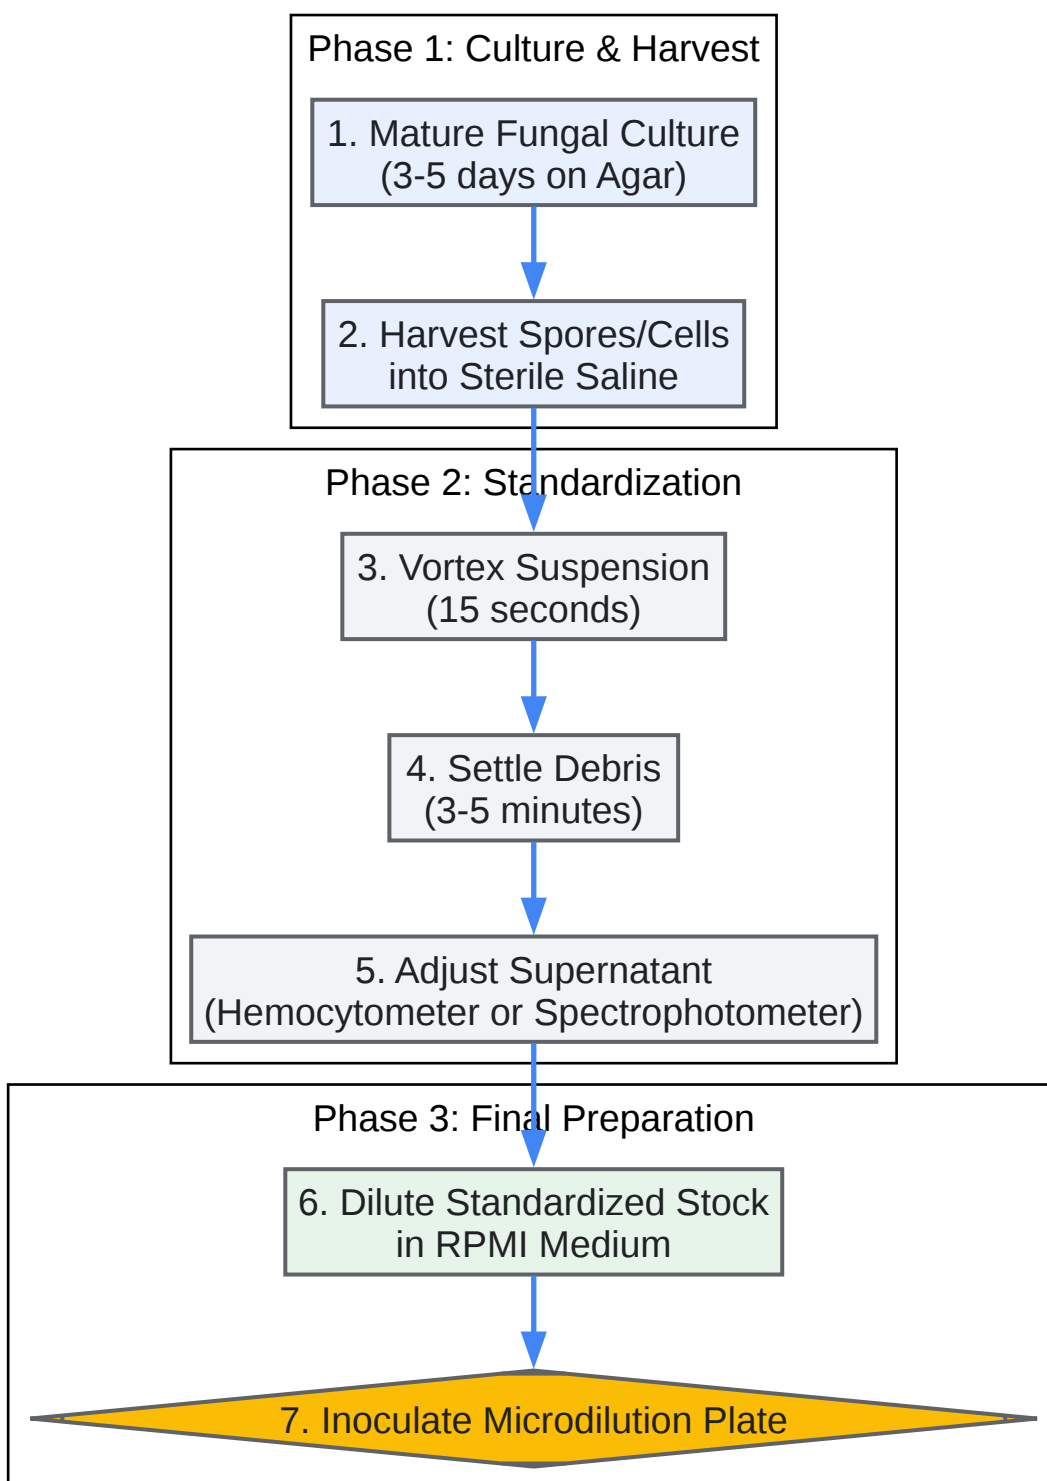 Phase 1: Culture & Harvest
1. Mature Fungal Culture
(3-5 days on Agar)
2. Harvest Spores/Cells
into Sterile Saline
Phase 2: Standardization
3. Vortex Suspension
(15 seconds)
4. Settle Debris
(3-5 minutes)
5. Adjust Supernatant
(Hemocytometer or Spectrophotometer)
Phase 3: Final Preparation
6. Dilute Standardized Stock
in RPMI Medium
7. Inoculate Microdilution Plate